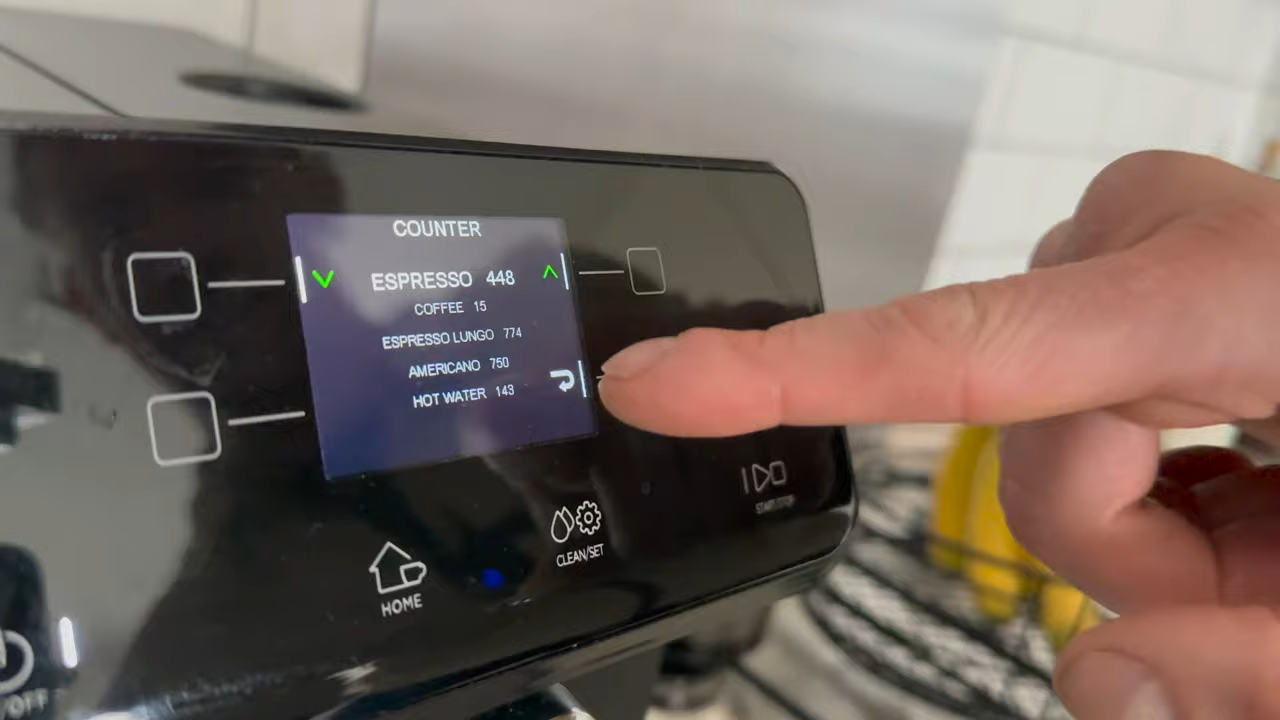 COUNTER
ESPRESSO 448
COFFEE 15
ESPRESSO LUNGO 774
AMERICANO 750
HOT WATER 143
START/STOP
CLEAN/SET
HOME
/OFF